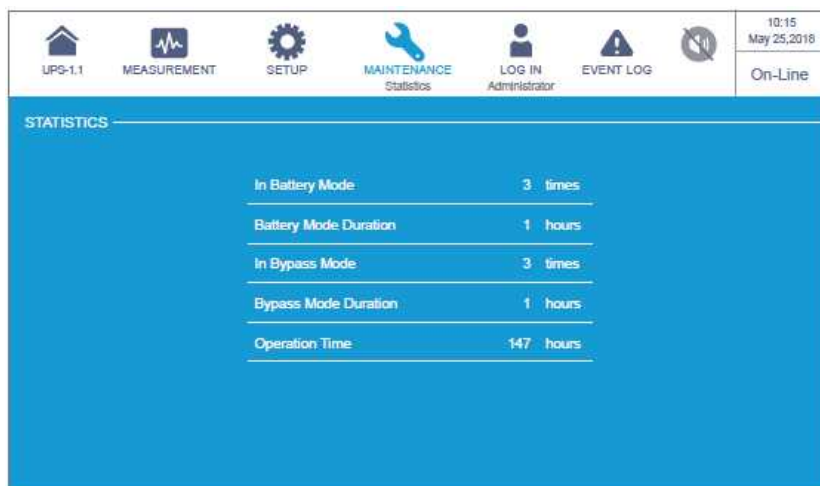 UPS-1.1
MEASUREMENT
SETUP
MAINTENANCE
Statistics
LOG IN
Administrator
EVENT LOG
10:15
May 25,2018
On-Line
STATISTICS
In Battery Mode 3 times
Battery Mode Duration 1 hours
In Bypass Mode 3 times
Bypass Mode Duration 1 hours
Operation Time 147 hours